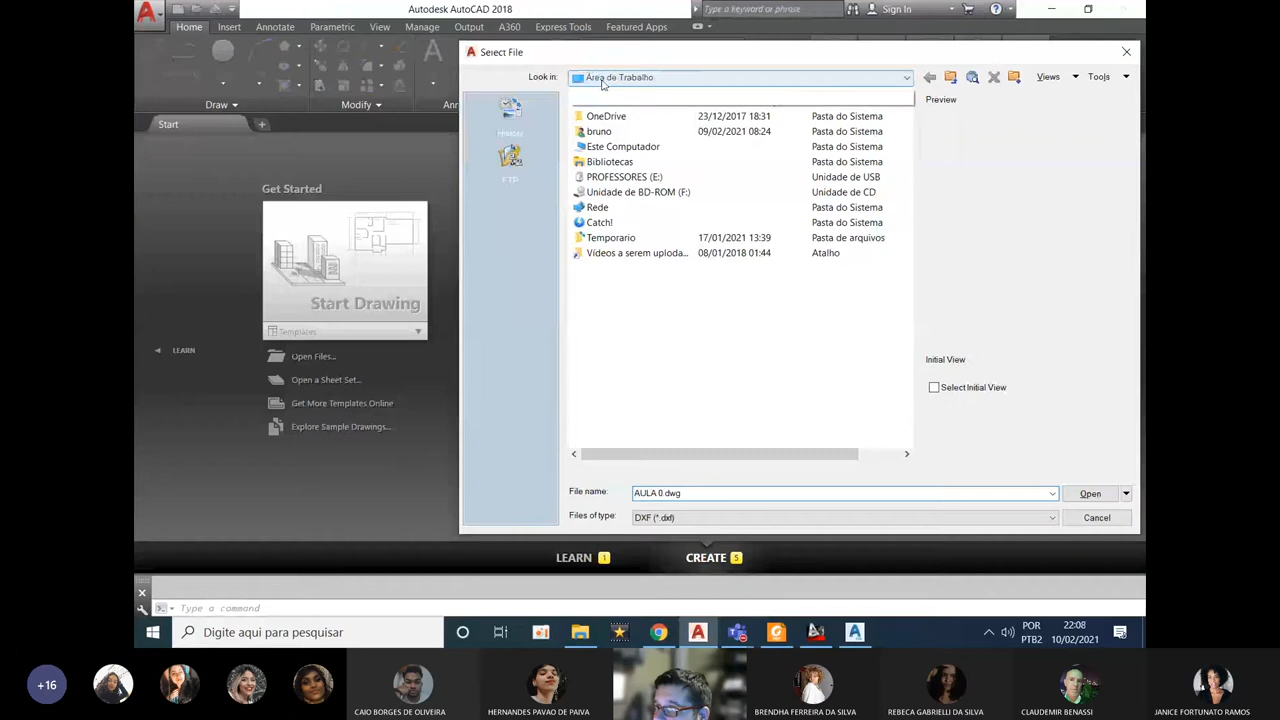 Autodesk AutoCAD 2018
Type a keyword or phrase
Sign In
Home Insert Annotate Parametric View Manage Output A360 Express Tools Featured Apps
Draw
Modify
Start
Select File
Look in:
Área de Trabalho
Views
Tools
History
FTP
OneDrive 23/12/2017 18:31 Pasta do Sistema
bruno 09/02/2021 08:24 Pasta do Sistema
Este Computador Pasta do Sistema
Bibliotecas Pasta do Sistema
PROFESSORES (E:) Unidade de USB
Unidade de BD-ROM (F:) Unidade de CD
Rede Pasta do Sistema
Catch! Pasta do Sistema
Temporario 17/01/2021 13:39 Pasta de arquivos
Vídeos a serem uploda... 08/01/2018 01:44 Atalho
Preview
Initial View
Select Initial View
File name: AULA 0.dwg
Open
Files of type: DXF (*.dxf)
Cancel
Get Started
Start Drawing
Templates
LEARN
Open Files...
Open a Sheet Set...
Get More Templates Online
Explore Sample Drawings...
LEARN 1
CREATE 5
Type a command
Digite aqui para pesquisar
POR 22:08
PTB2 10/02/2021
+16
CAIO BORGES DE OLIVEIRA
HERNANDES PAVAO DE PAIVA
BRENDHA FERREIRA DA SILVA
REBECA GABRIELLI DA SILVA
CLAUDEMIR BENASSI
JANICE FORTUNATO RAMOS